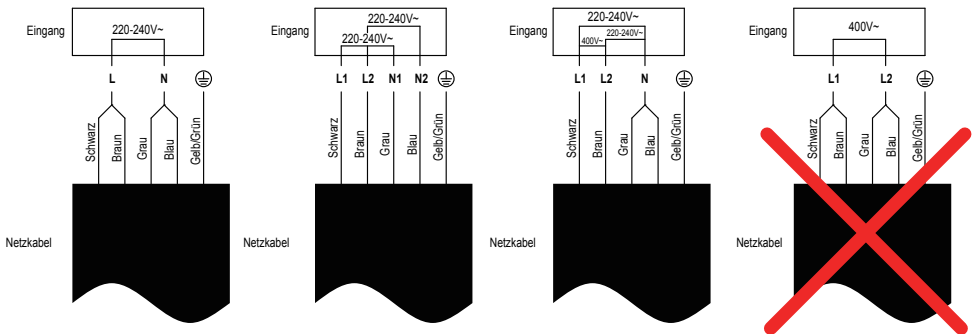 Eingang
220-240V~
L N
Schwarz
Braun
Grau
Blau
Gelb/Grün
Netzkabel
Eingang
220-240V~
220-240V~
L1 L2 N1 N2
Schwarz
Braun
Grau
Blau
Gelb/Grün
Netzkabel
Eingang
220-240V~
400V~ 220-240V~
L1 L2 N
Schwarz
Braun
Grau
Blau
Gelb/Grün
Netzkabel
Eingang
400V~
L1 L2
Schwarz
Braun
Grau
Blau
Gelb/Grün
Netzkabel